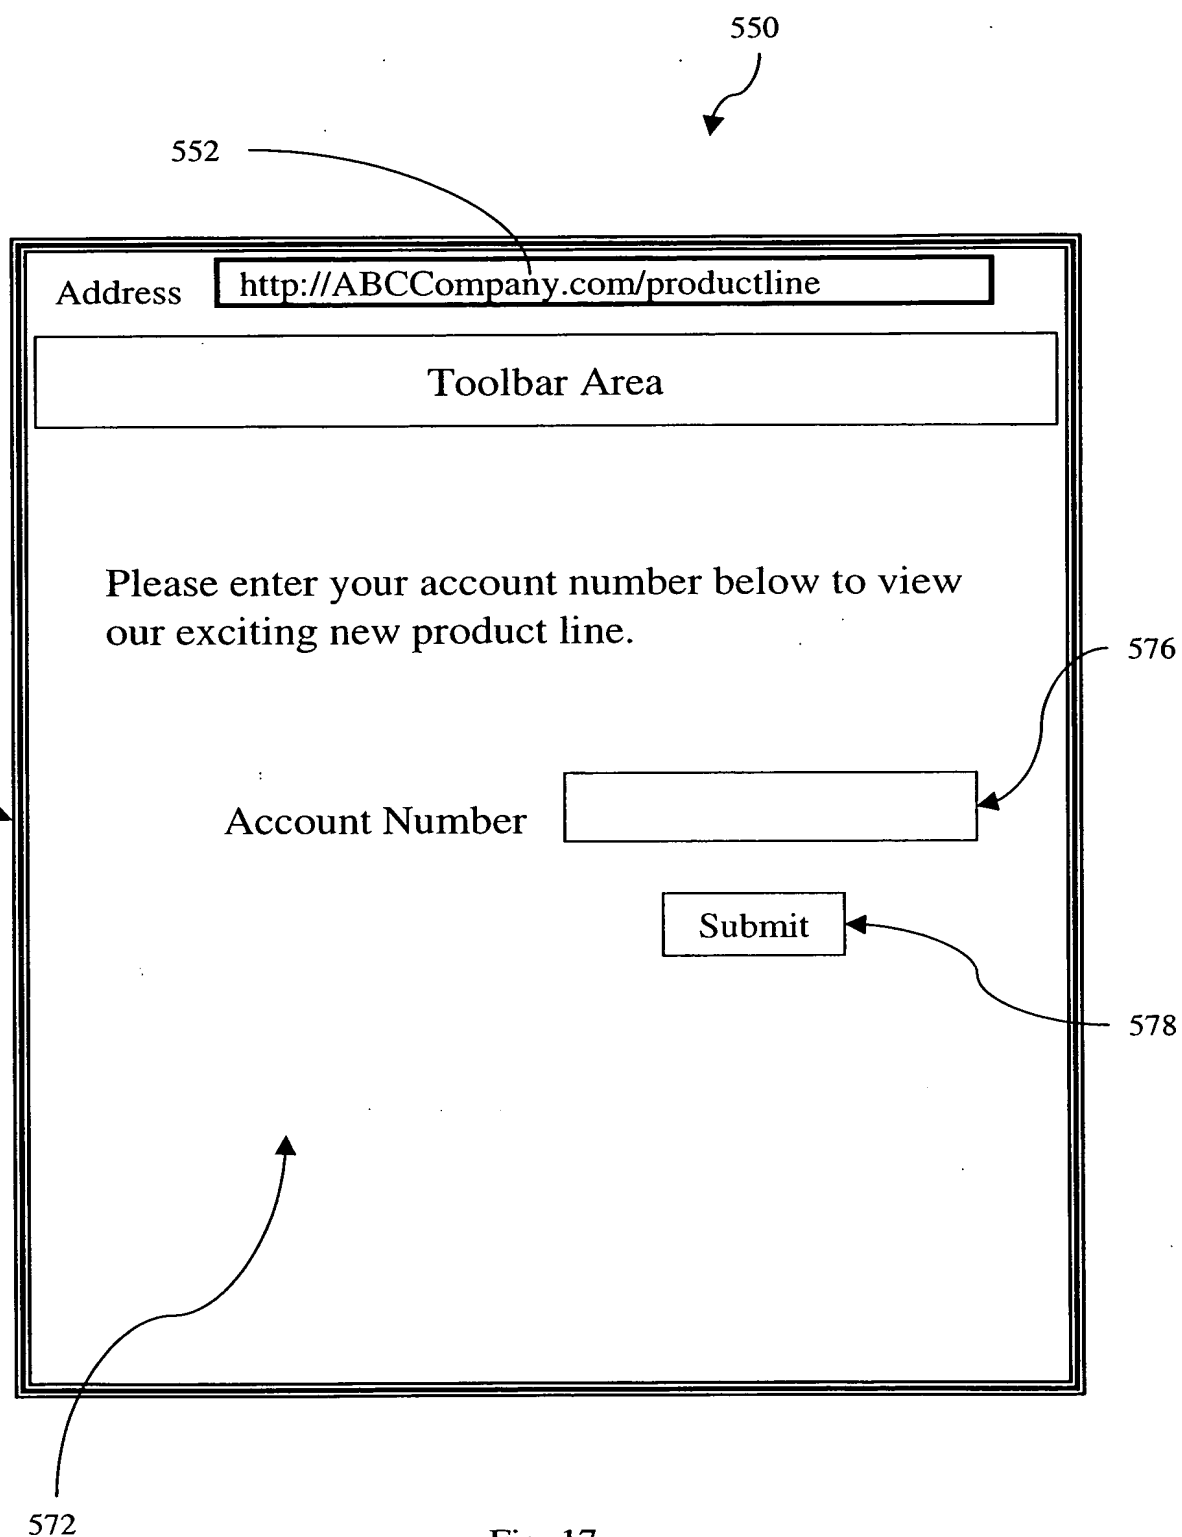 550
552
Address http://ABCCompany.com/productline
Toolbar Area
Please enter your account number below to view
our exciting new product line.
576
Account Number
Submit
578
572
Fig. 17